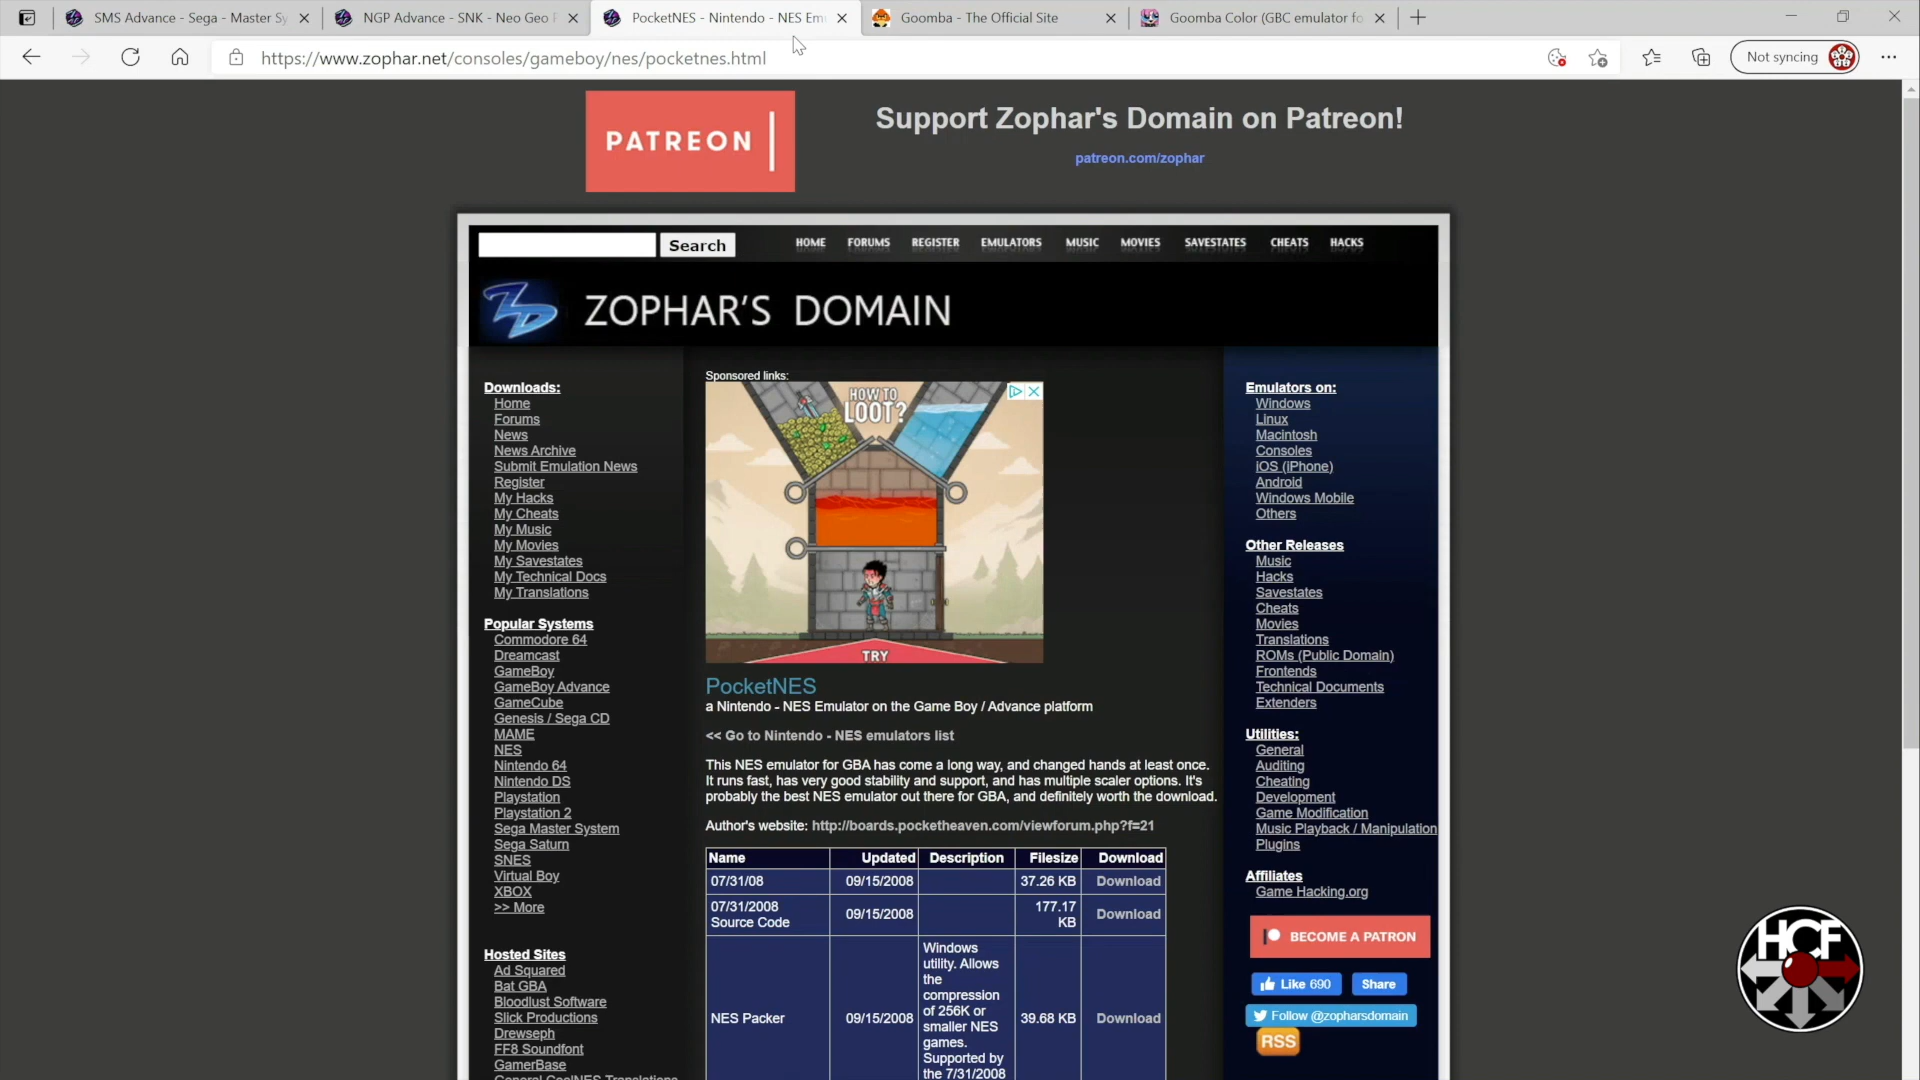 SMS Advance - Sega - Master Sy
NGP Advance - SNK - Neo Geo P
PocketNES - Nintendo - NES Em
Goomba - The Official Site
Goomba Color (GBC emulator fo
https://www.zophar.net/consoles/gameboy/nes/pocketnes.html
Not syncing
PATREON
Support Zophar's Domain on Patreon!
patreon.com/zophar
Search
HOME FORUMS REGISTER EMULATORS MUSIC MOVIES SAVESTATES CHEATS HACKS
ZD
ZOPHAR'S DOMAIN
Downloads:
Home
Forums
News
News Archive
Submit Emulation News
Register
My Hacks
My Cheats
My Music
My Movies
My Savestates
My Technical Docs
My Translations
Popular Systems
Commodore 64
Dreamcast
GameBoy
GameBoy Advance
GameCube
Genesis / Sega CD
MAME
NES
Nintendo 64
Nintendo DS
Playstation
Playstation 2
Sega Master System
Sega Saturn
SNES
Virtual Boy
XBOX
>> More
Hosted Sites
Ad Squared
Bat GBA
Bloodlust Software
Slick Productions
Drewseph
FF8 Soundfont
GamerBase
General CoolNES Translations
Sponsored links:
HOW TO
LOOT?
TRY
PocketNES
a Nintendo - NES Emulator on the Game Boy / Advance platform
<< Go to Nintendo - NES emulators list
This NES emulator for GBA has come a long way, and changed hands at least once.
It runs fast, has very good stability and support, and has multiple scaler options. It's
probably the best NES emulator out there for GBA, and definitely worth the download.
Author's website: http://boards.pocketheaven.com/viewforum.php?f=21
Name Updated Description Filesize Download
07/31/08 09/15/2008 37.26 KB Download
07/31/2008
Source Code
09/15/2008
177.17
KB
Download
NES Packer
09/15/2008
Windows
utility. Allows
the
compression
of 256K or
smaller NES
games.
Supported by
the 7/31/2008
39.68 KB
Download
Emulators on:
Windows
Linux
Macintosh
Consoles
iOS (iPhone)
Android
Windows Mobile
Others
Other Releases
Music
Hacks
Savestates
Cheats
Movies
Translations
ROMs (Public Domain)
Frontends
Technical Documents
Extenders
Utilities:
General
Auditing
Cheating
Development
Game Modification
Music Playback / Manipulation
Plugins
Affiliates
Game Hacking.org
BECOME A PATRON
Like 690
Share
Follow @zopharsdomain
RSS
HCF